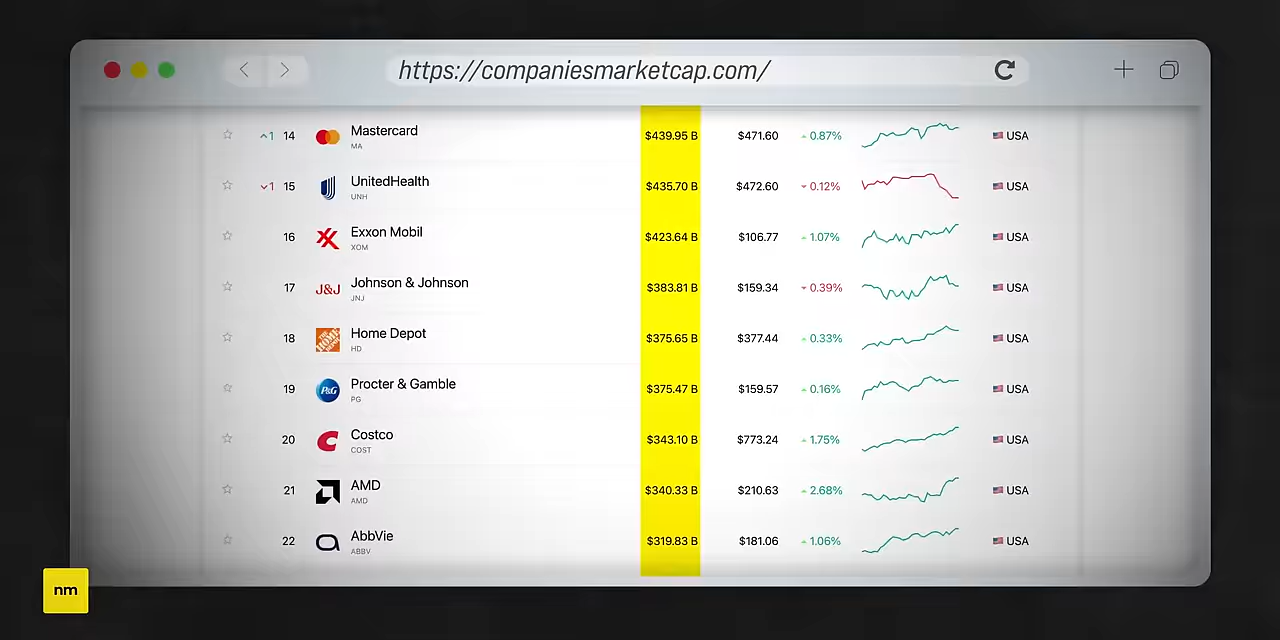 https://companiesmarketcap.com/
1 14 Mastercard $439.95 B $471.60 0.87% USA
MA
1 15 UnitedHealth $435.70 B $472.60 0.12% USA
UNH
16 Exxon Mobil $423.64 B $106.77 1.07% USA
XOM
17 J&J Johnson & Johnson $383.81 B $159.34 0.39% USA
JNJ
18 THE HOME DEPOT Home Depot $375.65 B $377.44 0.33% USA
HD
19 P&G Procter & Gamble $375.47 B $159.57 0.16% USA
PG
20 Costco $343.10 B $773.24 1.75% USA
COST
21 AMD $340.33 B $210.63 2.68% USA
AMD
22 AbbVie $319.83 B $181.06 1.06% USA
ABBV
nm